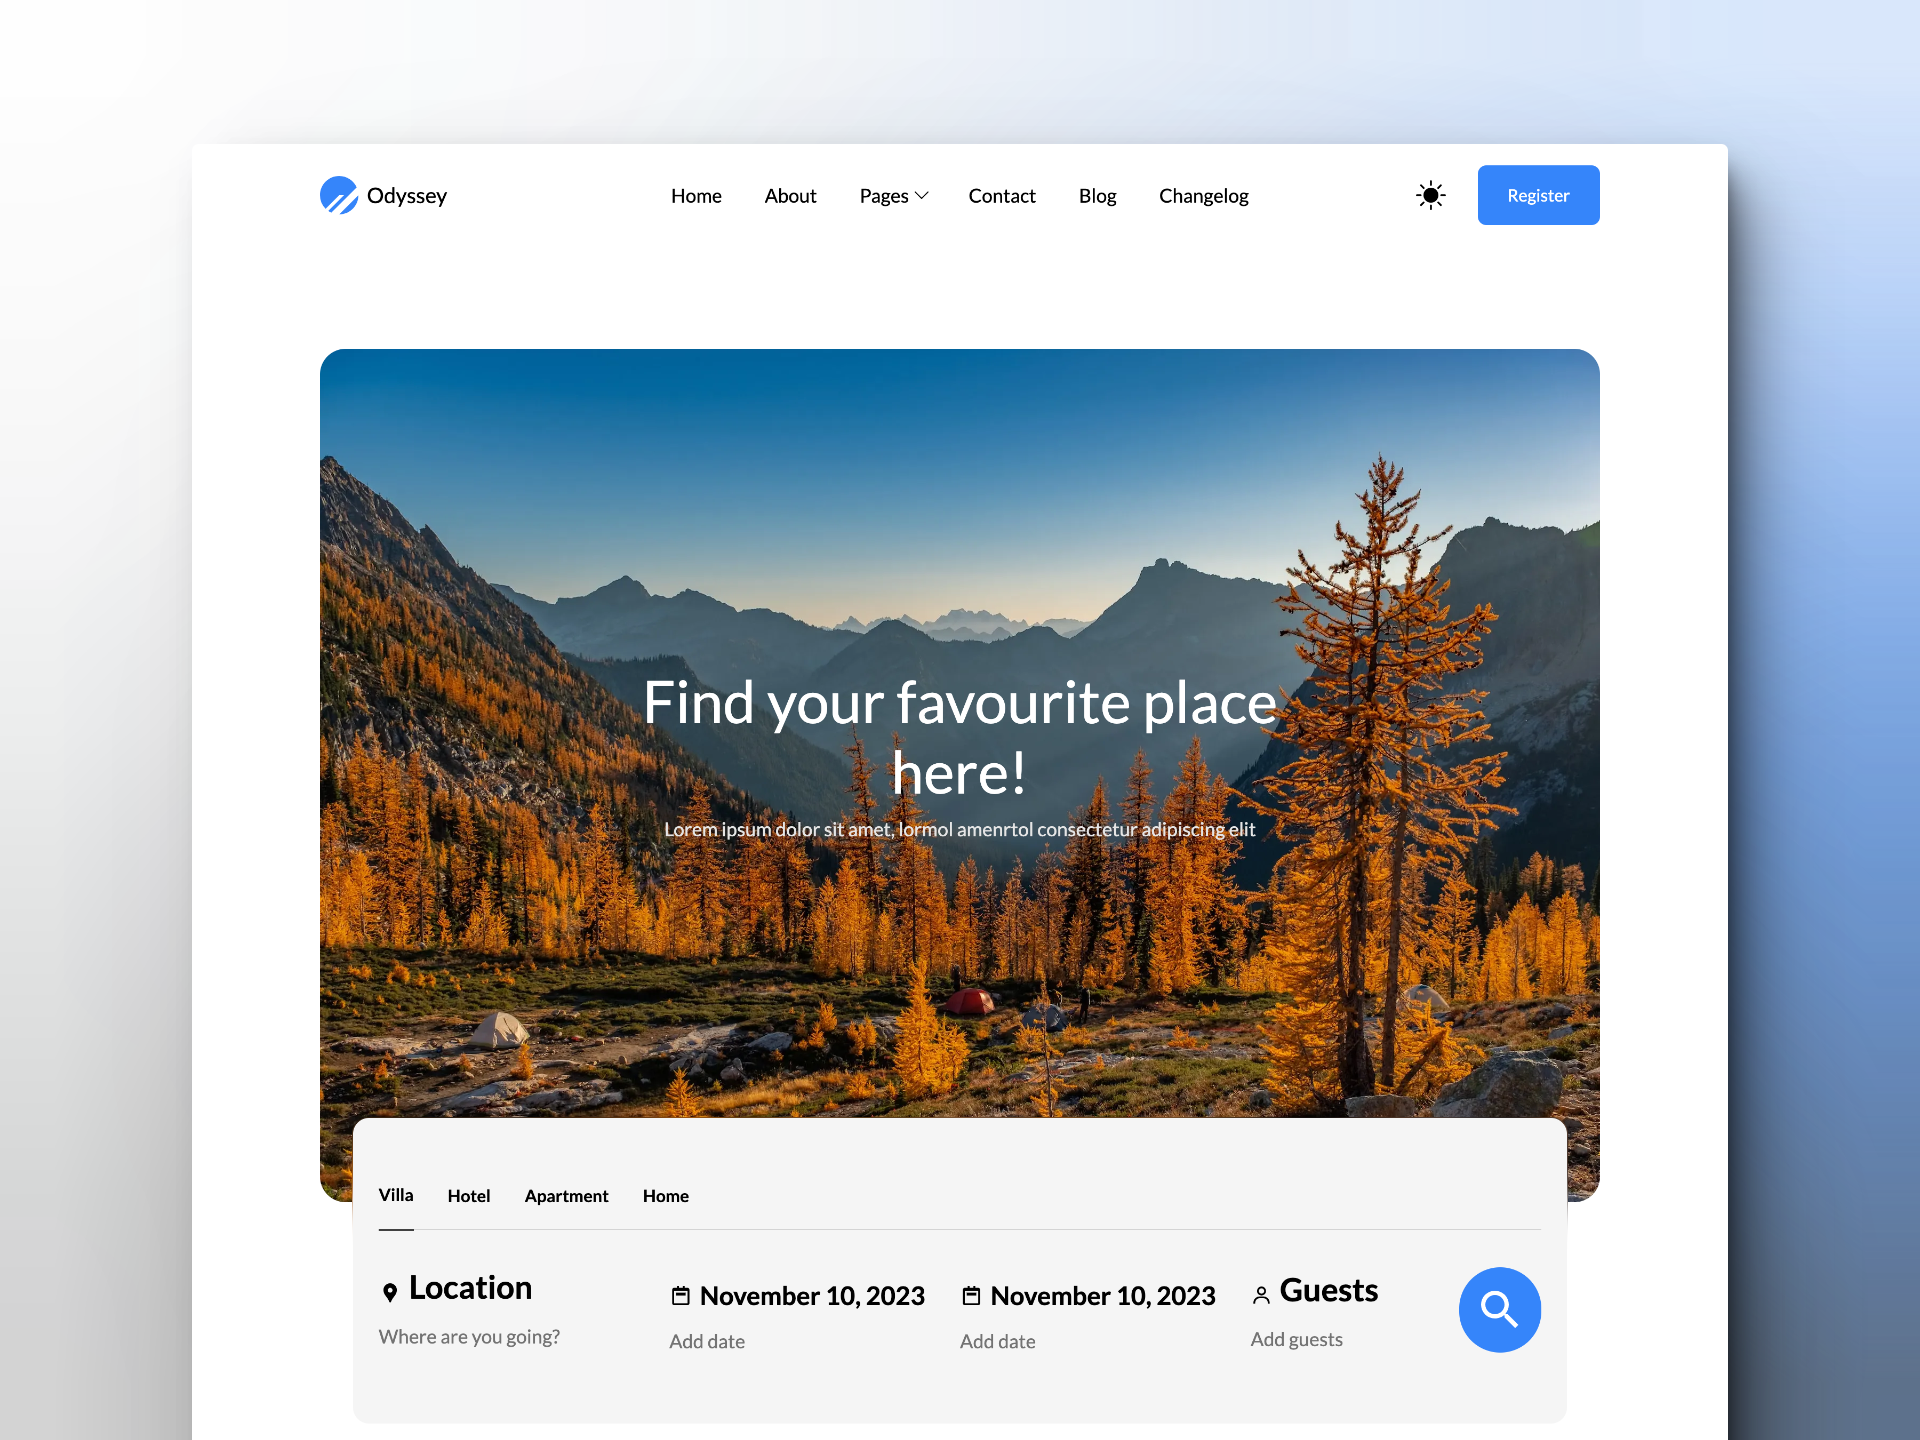 Odyssey
Home About Pages Contact Blog Changelog
Register
Find your favourite place
here!
Lorem ipsum dolor sit amet, lormol amenrtol consectetur adipiscing elit
Villa Hotel Apartment Home
Location
Where are you going?
November 10, 2023
Add date
November 10, 2023
Add date
Guests
Add guests